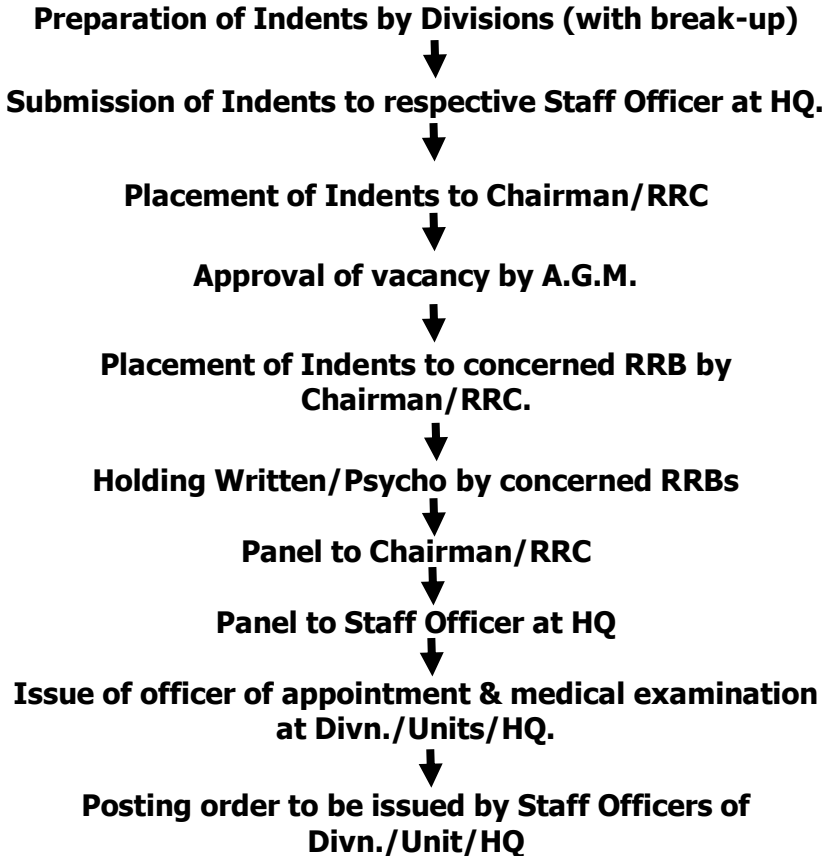 Preparation of Indents by Divisions (with break-up)
Submission of Indents to respective Staff Officer at HQ.
Placement of Indents to Chairman/RRC
Approval of vacancy by A.G.M.
Placement of Indents to concerned RRB by
Chairman/RRC.
Holding Written/Psycho by concerned RRBs
Panel to Chairman/RRC
Panel to Staff Officer at HQ
Issue of officer of appointment & medical examination
at Divn./Units/HQ.
Posting order to be issued by Staff Officers of
Divn./Unit/HQ